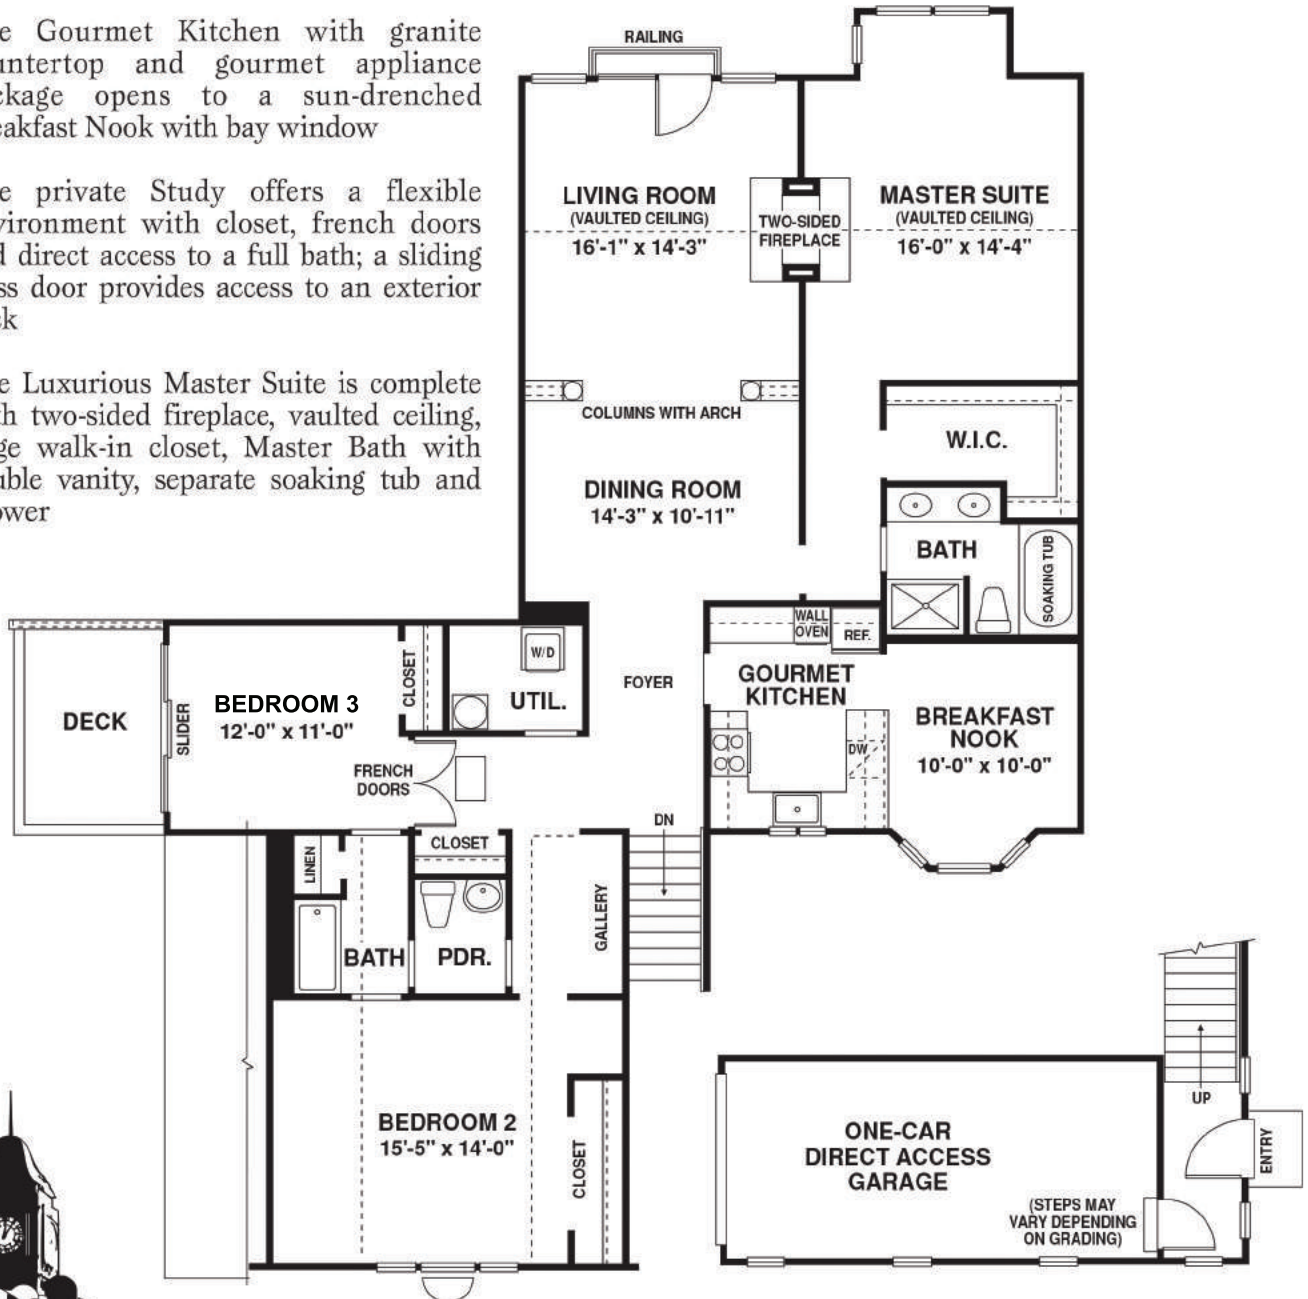 e Gourmet Kitchen with granite
untertop and gourmet appliance
ckage opens to a sun-drenched
eakfast Nook with bay window
e private Study offers a flexible
vironment with closet, french doors
d direct access to a full bath; a sliding
ss door provides access to an exterior
ck
e Luxurious Master Suite is complete
th two-sided fireplace, vaulted ceiling,
ge walk-in closet, Master Bath with
uble vanity, separate soaking tub and
ower
RAILING
LIVING ROOM
(VAULTED CEILING)
16'-1" x 14'-3"
TWO-SIDED
FIREPLACE
MASTER SUITE
(VAULTED CEILING)
16'-0" x 14'-4"
COLUMNS WITH ARCH
W.I.C.
DINING ROOM
14'-3" x 10'-11"
BATH
SOAKING TUB
WALL
OVEN
REF.
W/D
UTIL.
FOYER
GOURMET
KITCHEN
BREAKFAST
NOOK
10'-0" x 10'-0"
DW
DECK
SLIDER
BEDROOM 3
12'-0" x 11'-0"
CLOSET
FRENCH
DOORS
DN
CLOSET
LINEN
BATH
PDR.
GALLERY
BEDROOM 2
15'-5" x 14'-0"
CLOSET
UP
ENTRY
ONE-CAR
DIRECT ACCESS
GARAGE
(STEPS MAY
VARY DEPENDING
ON GRADING)